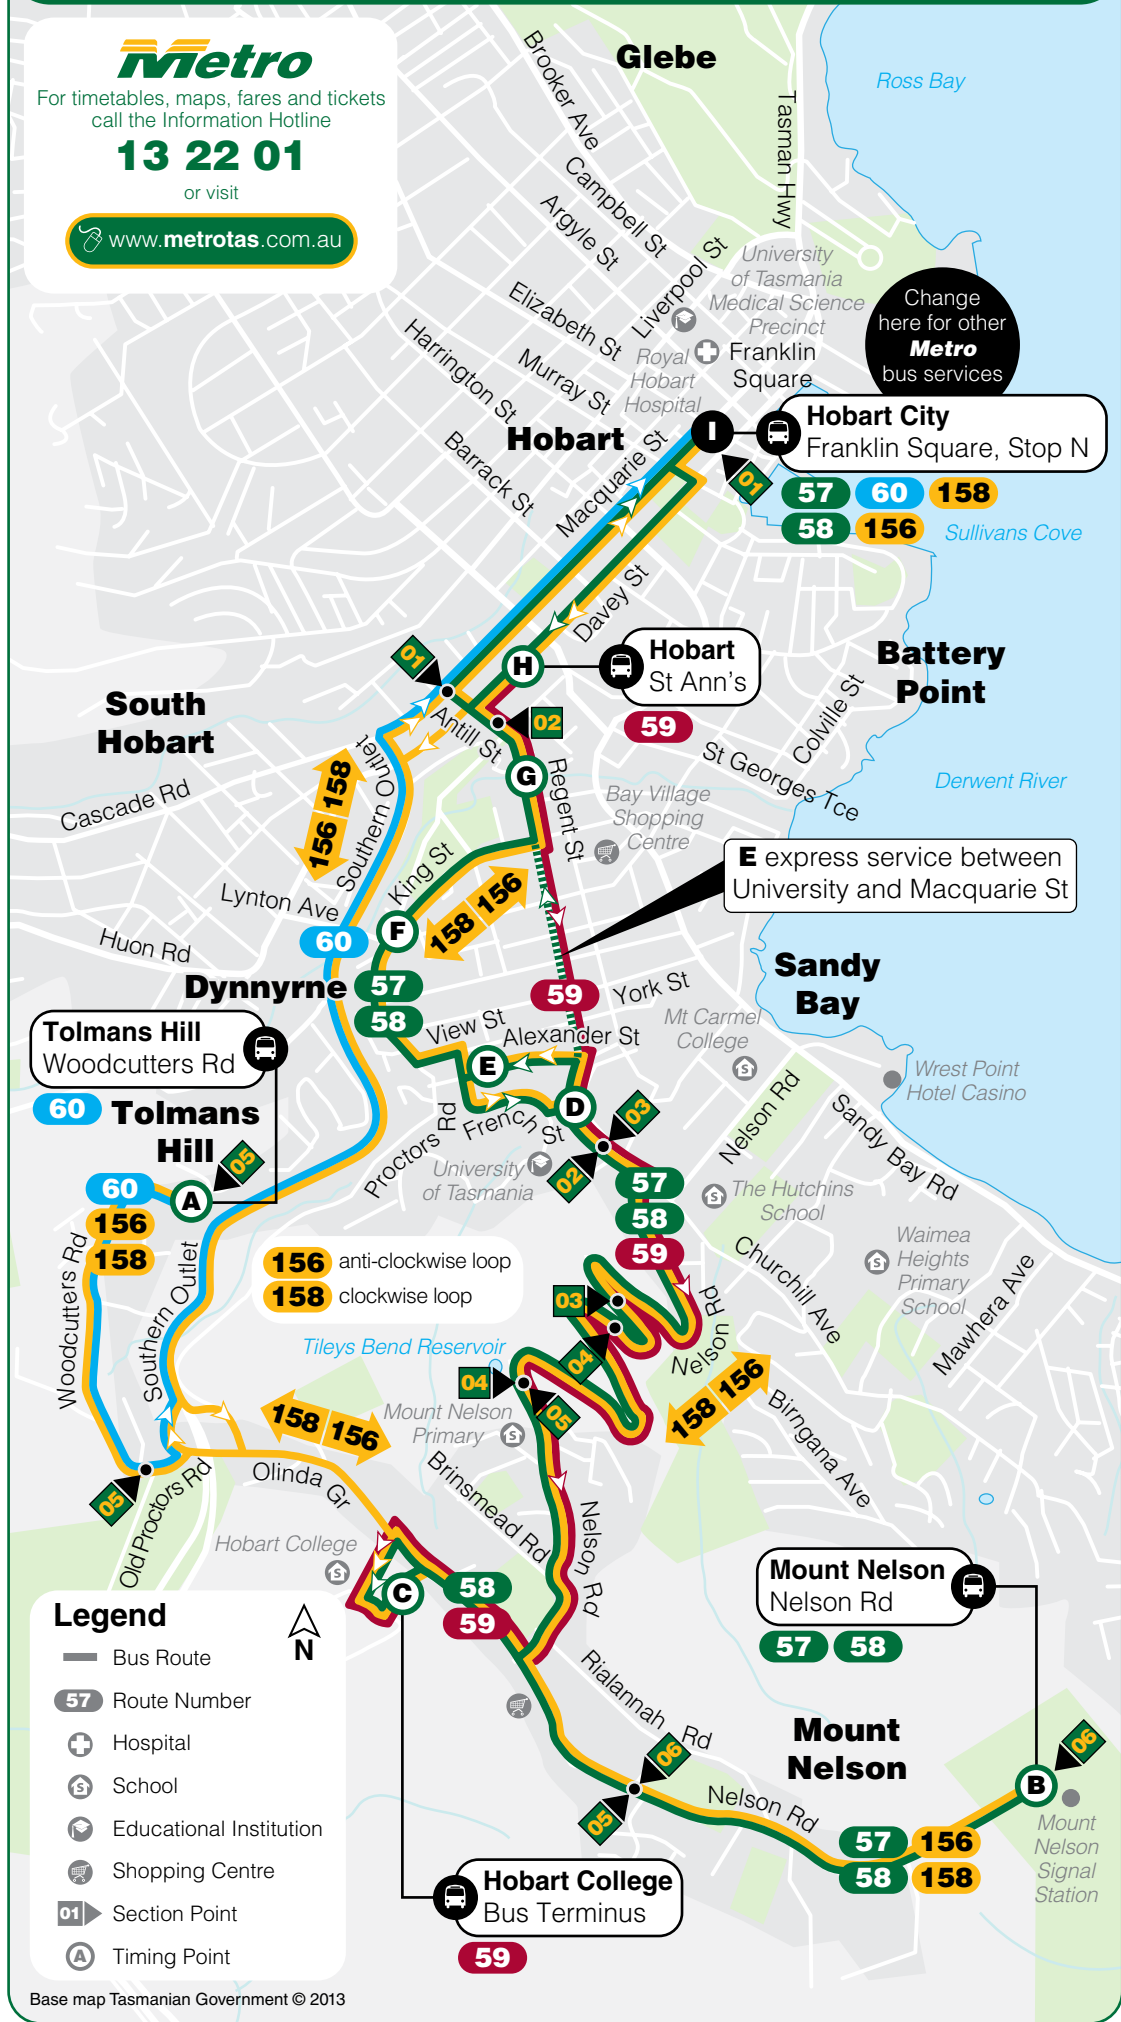 Metro
For timetables, maps, fares and tickets
call the Information Hotline
13 22 01
or visit
www.metrotas.com.au
Glebe
Ross Bay
Brooker Ave
Tasman Hwy
Campbell St
Argyle St
Liverpool St
University
of Tasmania
Medical Science
Precinct
Elizabeth St
Harrington St
Murray St
Royal
Hobart
Hospital
Franklin
Square
Change
here for other
Metro
bus services
Hobart
Barrack St
Macquarie St
I
Hobart City
Franklin Square, Stop N
01
57
60
158
58
156
Sullivans Cove
Davey St
01
H
Hobart
St Ann's
59
Battery
Point
South
Hobart
Antill St
02
Colville St
St Georges Tce
G
Regent St
Derwent River
Cascade Rd
156 158
Southern Outlet
Bay Village
Shopping
Centre
King St
E express service between
University and Macquarie St
Lynton Ave
158 156
60
F
Huon Rd
Dynnyrne
57
58
59
York St
Sandy
Bay
View St
Alexander St
Mt Carmel
College
E
Tolmans Hill
Woodcutters Rd
60
Tolmans
Hill
05
Wrest Point
Hotel Casino
Nelson Rd
Sandy Bay Rd
D
03
Proctors Rd
French St
University
of Tasmania
02
57
58
59
The Hutchins
School
60
156
158
A
Waimea
Heights
Primary
School
Woodcutters Rd
Southern Outlet
156 anti-clockwise loop
158 clockwise loop
Churchill Ave
Mawhera Ave
03
04
Nelson Rd
Tileys Bend Reservoir
04
05
158 156
Mount Nelson
Primary
158 156
Birngana Ave
Olinda Gr
Brinsmead Rd
Nelson Rd
05
Old Proctors Rd
Hobart College
C
58
59
Mount Nelson
Nelson Rd
57
58
Legend
N
Bus Route
57 Route Number
Hospital
School
Educational Institution
Shopping Centre
01 Section Point
A Timing Point
Rialannah Rd
06
05
Mount
Nelson
06
B
Nelson Rd
57
156
58
158
Mount
Nelson
Signal
Station
Hobart College
Bus Terminus
59
Base map Tasmanian Government © 2013